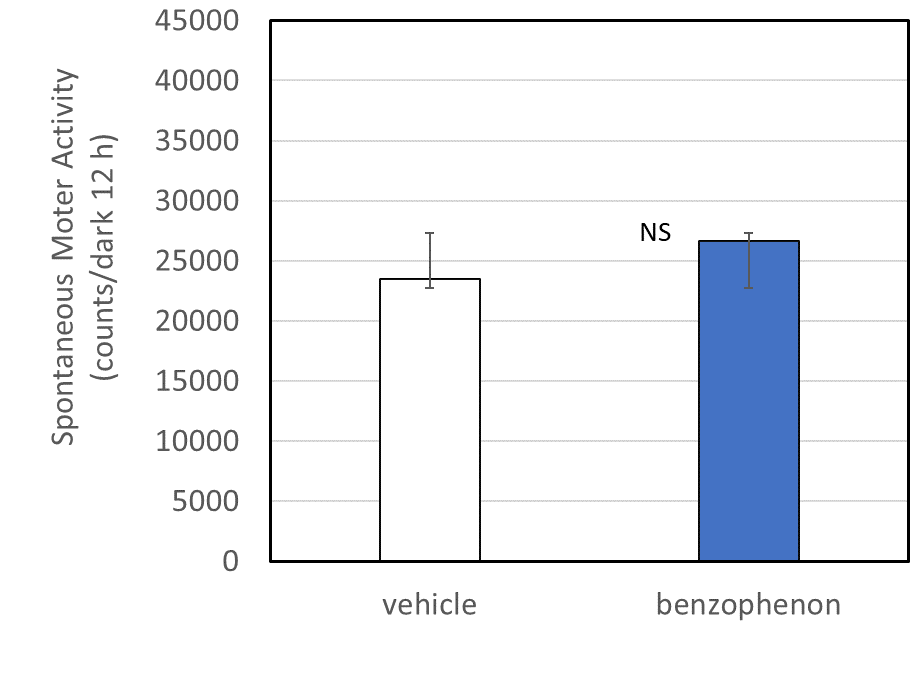 Spontaneous Moter Activity
(counts/dark 12 h)
45000
40000
35000
30000
25000
20000
15000
10000
5000
0
NS
vehicle
benzophenon